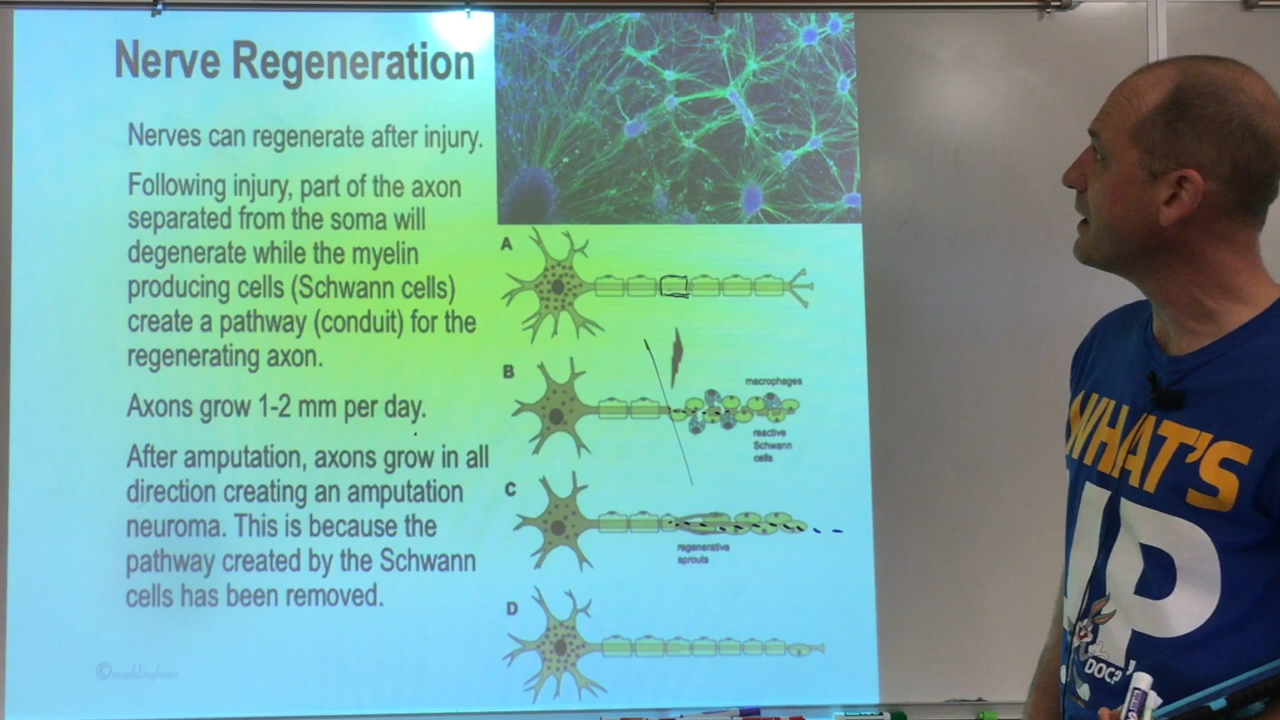 Nerve Regeneration
Nerves can regenerate after injury.
Following injury, part of the axon
separated from the soma will
degenerate while the myelin
producing cells (Schwann cells)
create a pathway (conduit) for the
regenerating axon.
Axons grow 1-2 mm per day.
After amputation, axons grow in all
direction creating an amputation
neuroma. This is because the
pathway created by the Schwann
cells has been removed.
A
B
macrophages
reactive
Schwann
cells
C
regenerative
sprouts
D
WHAT'S
UP
DOC?